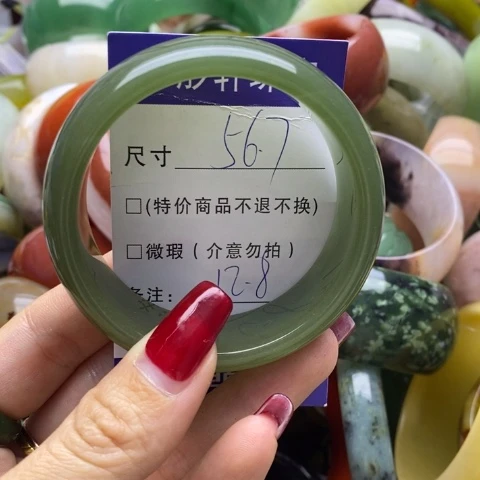 尺寸 56.7
□(特价商品不退不换)
□微瑕(介意勿拍)
备注: 12.8